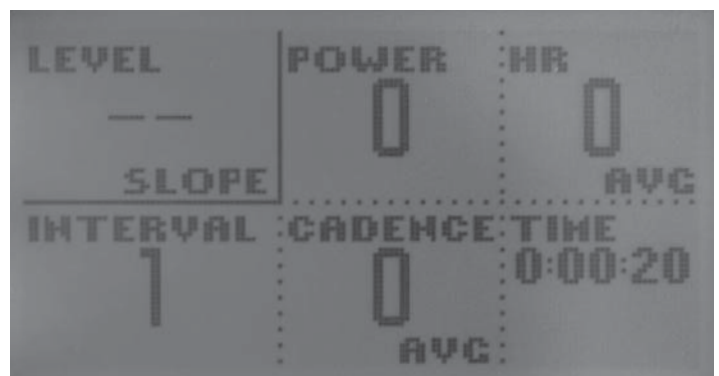 LEVEL
--
SLOPE
POWER
0
HR
0
AVG
INTERVAL
1
CADENCE
0
AVG
TIME
0:00:20